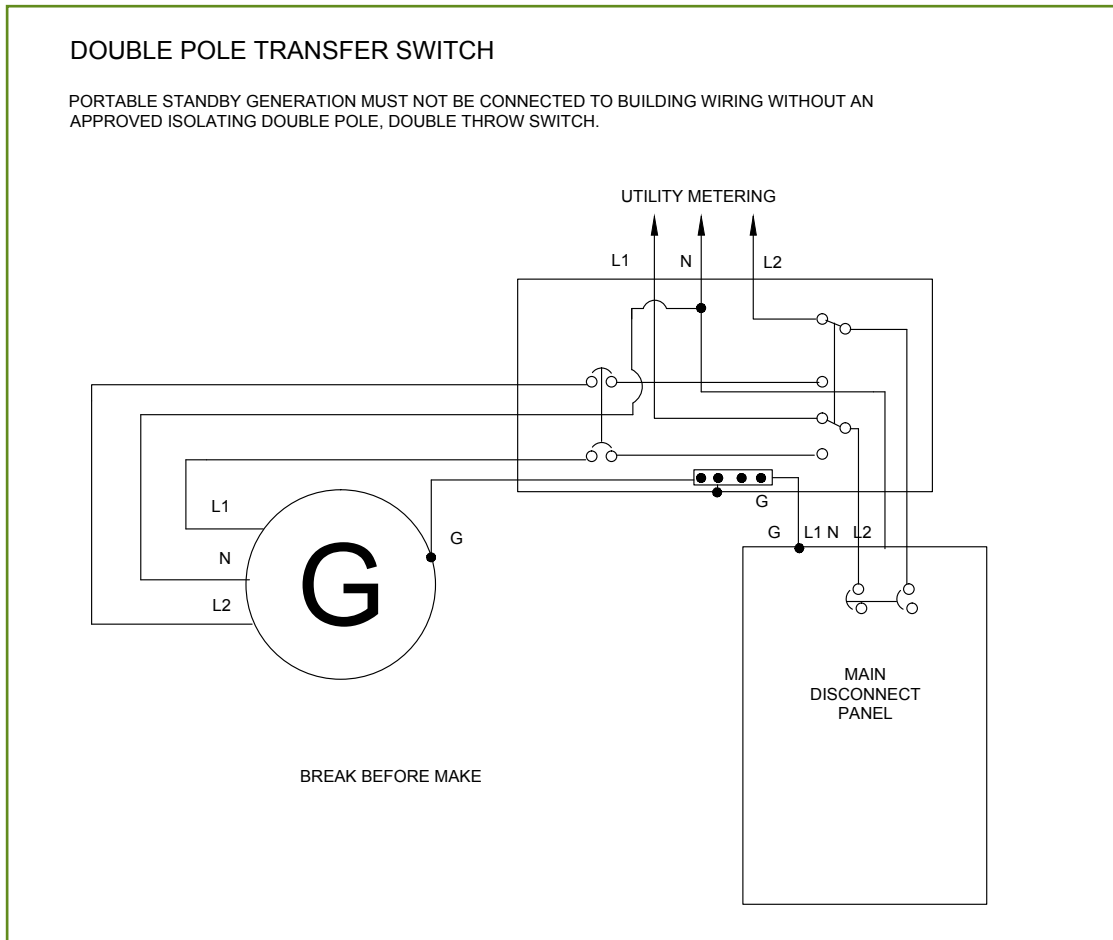 DOUBLE POLE TRANSFER SWITCH
PORTABLE STANDBY GENERATION MUST NOT BE CONNECTED TO BUILDING WIRING WITHOUT AN
APPROVED ISOLATING DOUBLE POLE, DOUBLE THROW SWITCH.
UTILITY METERING
L1 N L2
G
G L1 N L2
L1
G
N
L2
G
MAIN
DISCONNECT
PANEL
BREAK BEFORE MAKE